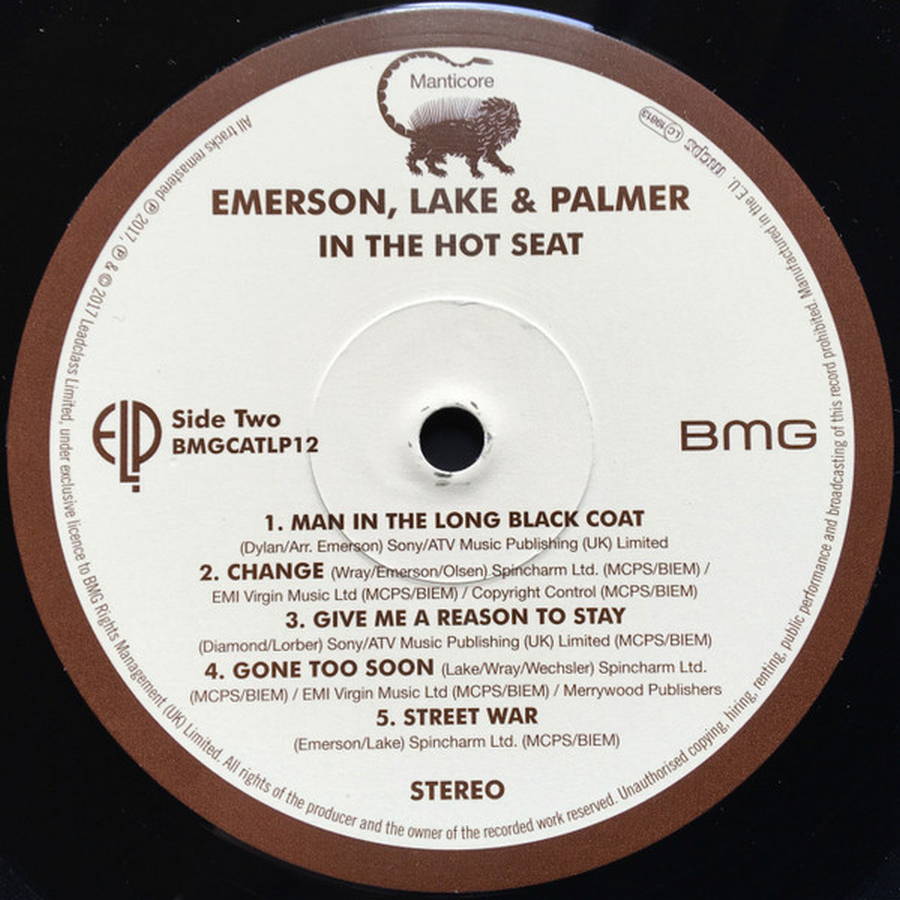 Manticore
EMERSON, LAKE & PALMER
IN THE HOT SEAT
ELP
Side Two
BMGCATLP12
BMG
1. MAN IN THE LONG BLACK COAT
(Dylan/Arr. Emerson) Sony/ATV Music Publishing (UK) Limited
2. CHANGE (Wray/Emerson/Olsen) Spincharm Ltd. (MCPS/BIEM) /
EMI Virgin Music Ltd (MCPS/BIEM) / Copyright Control (MCPS/BIEM)
3. GIVE ME A REASON TO STAY
(Diamond/Lorber) Sony/ATV Music Publishing (UK) Limited (MCPS/BIEM)
4. GONE TOO SOON (Lake/Wray/Wechsler) Spincharm Ltd.
(MCPS/BIEM) / EMI Virgin Music Ltd (MCPS/BIEM) / Merrywood Publishers
5. STREET WAR
(Emerson/Lake) Spincharm Ltd. (MCPS/BIEM)
STEREO
All tracks remastered ℗ 2017, ℗ & © 2017 Leadclass Limited, under exclusive licence to BMG Rights Management (UK) Limited. All rights of the producer and the owner of the recorded work reserved. Unauthorised copying, hiring, renting, public performance and broadcasting of this record prohibited. Manufactured in the E.U. mcps LC 19813